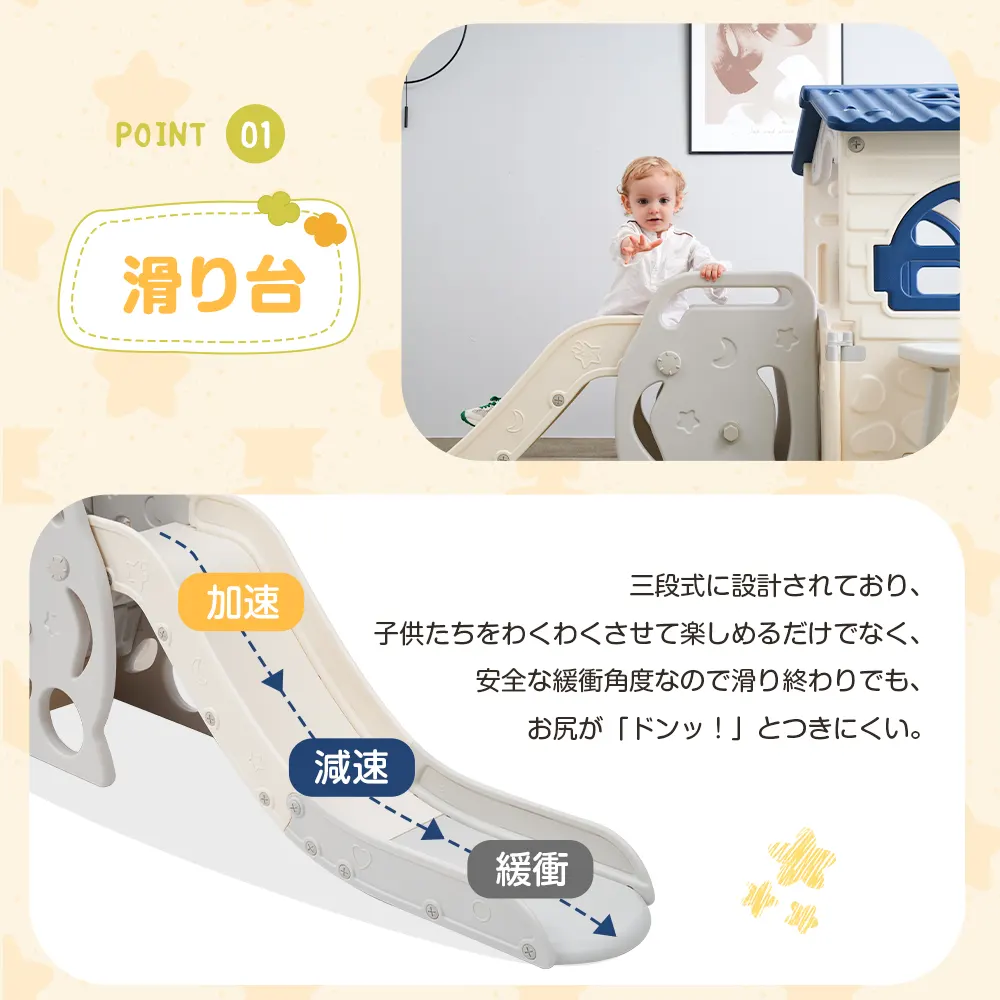 POINT 01
滑り台
加速
減速
緩衝
三段式に設計されており、
子供たちをわくわくさせて楽しめるだけでなく、
安全な緩衝角度なので滑り終わりでも、
お尻が「ドンッ！」とつきにくい。